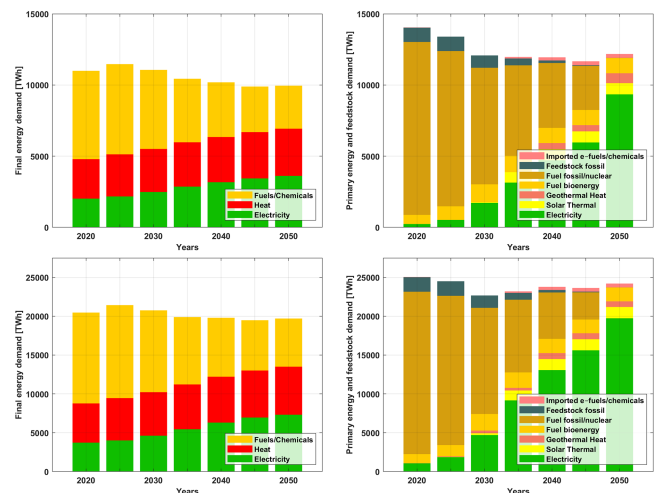 15000
10000
5000
0
Final energy demand [TWh]
2020
2030
2040
2050
Years
Fuels/Chemicals
Heat
Electricity
15000
10000
5000
0
Primary energy and feedstock demand [TWh]
2020
2030
2040
2050
Years
Imported e-fuels/chemicals
Feedstock fossil
Fuel fossil/nuclear
Fuel bioenergy
Geothermal Heat
Solar Thermal
Electricity
25000
20000
15000
10000
5000
0
Final energy demand [TWh]
2020
2030
2040
2050
Years
Fuels/Chemicals
Heat
Electricity
25000
20000
15000
10000
5000
0
Primary energy and feedstock demand [TWh]
2020
2030
2040
2050
Years
Imported e-fuels/chemicals
Feedstock fossil
Fuel fossil/nuclear
Fuel bioenergy
Geothermal Heat
Solar Thermal
Electricity